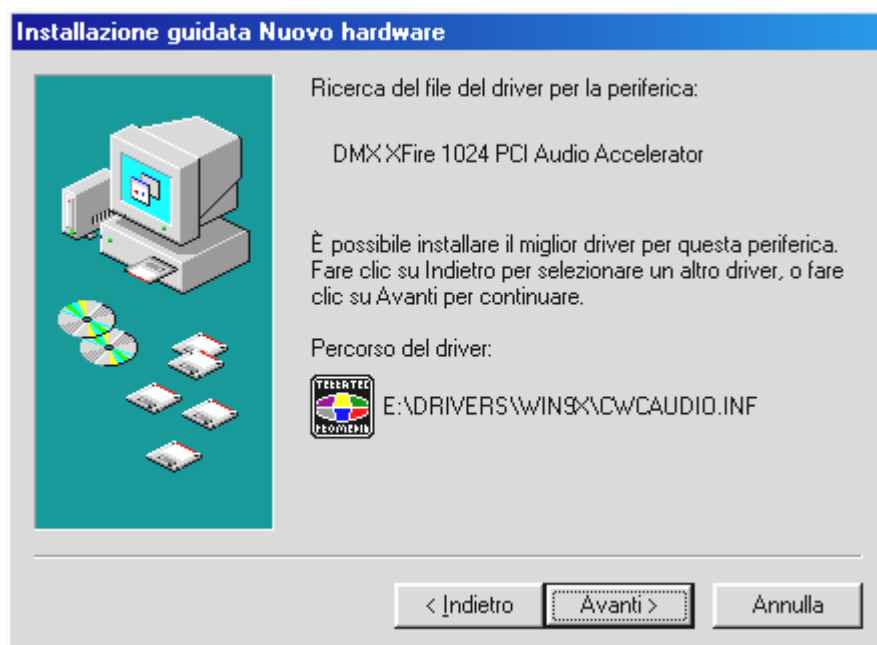 Installazione guidata Nuovo hardware
Ricerca del file del driver per la periferica:
DMX XFire 1024 PCI Audio Accelerator
È possibile installare il miglior driver per questa periferica.
Fare clic su Indietro per selezionare un altro driver, o fare
clic su Avanti per continuare.
Percorso del driver:
TERRATEC
PROMEDIA
E:\DRIVERS\WIN9X\CWCAUDIO.INF
< Indietro
Avanti >
Annulla